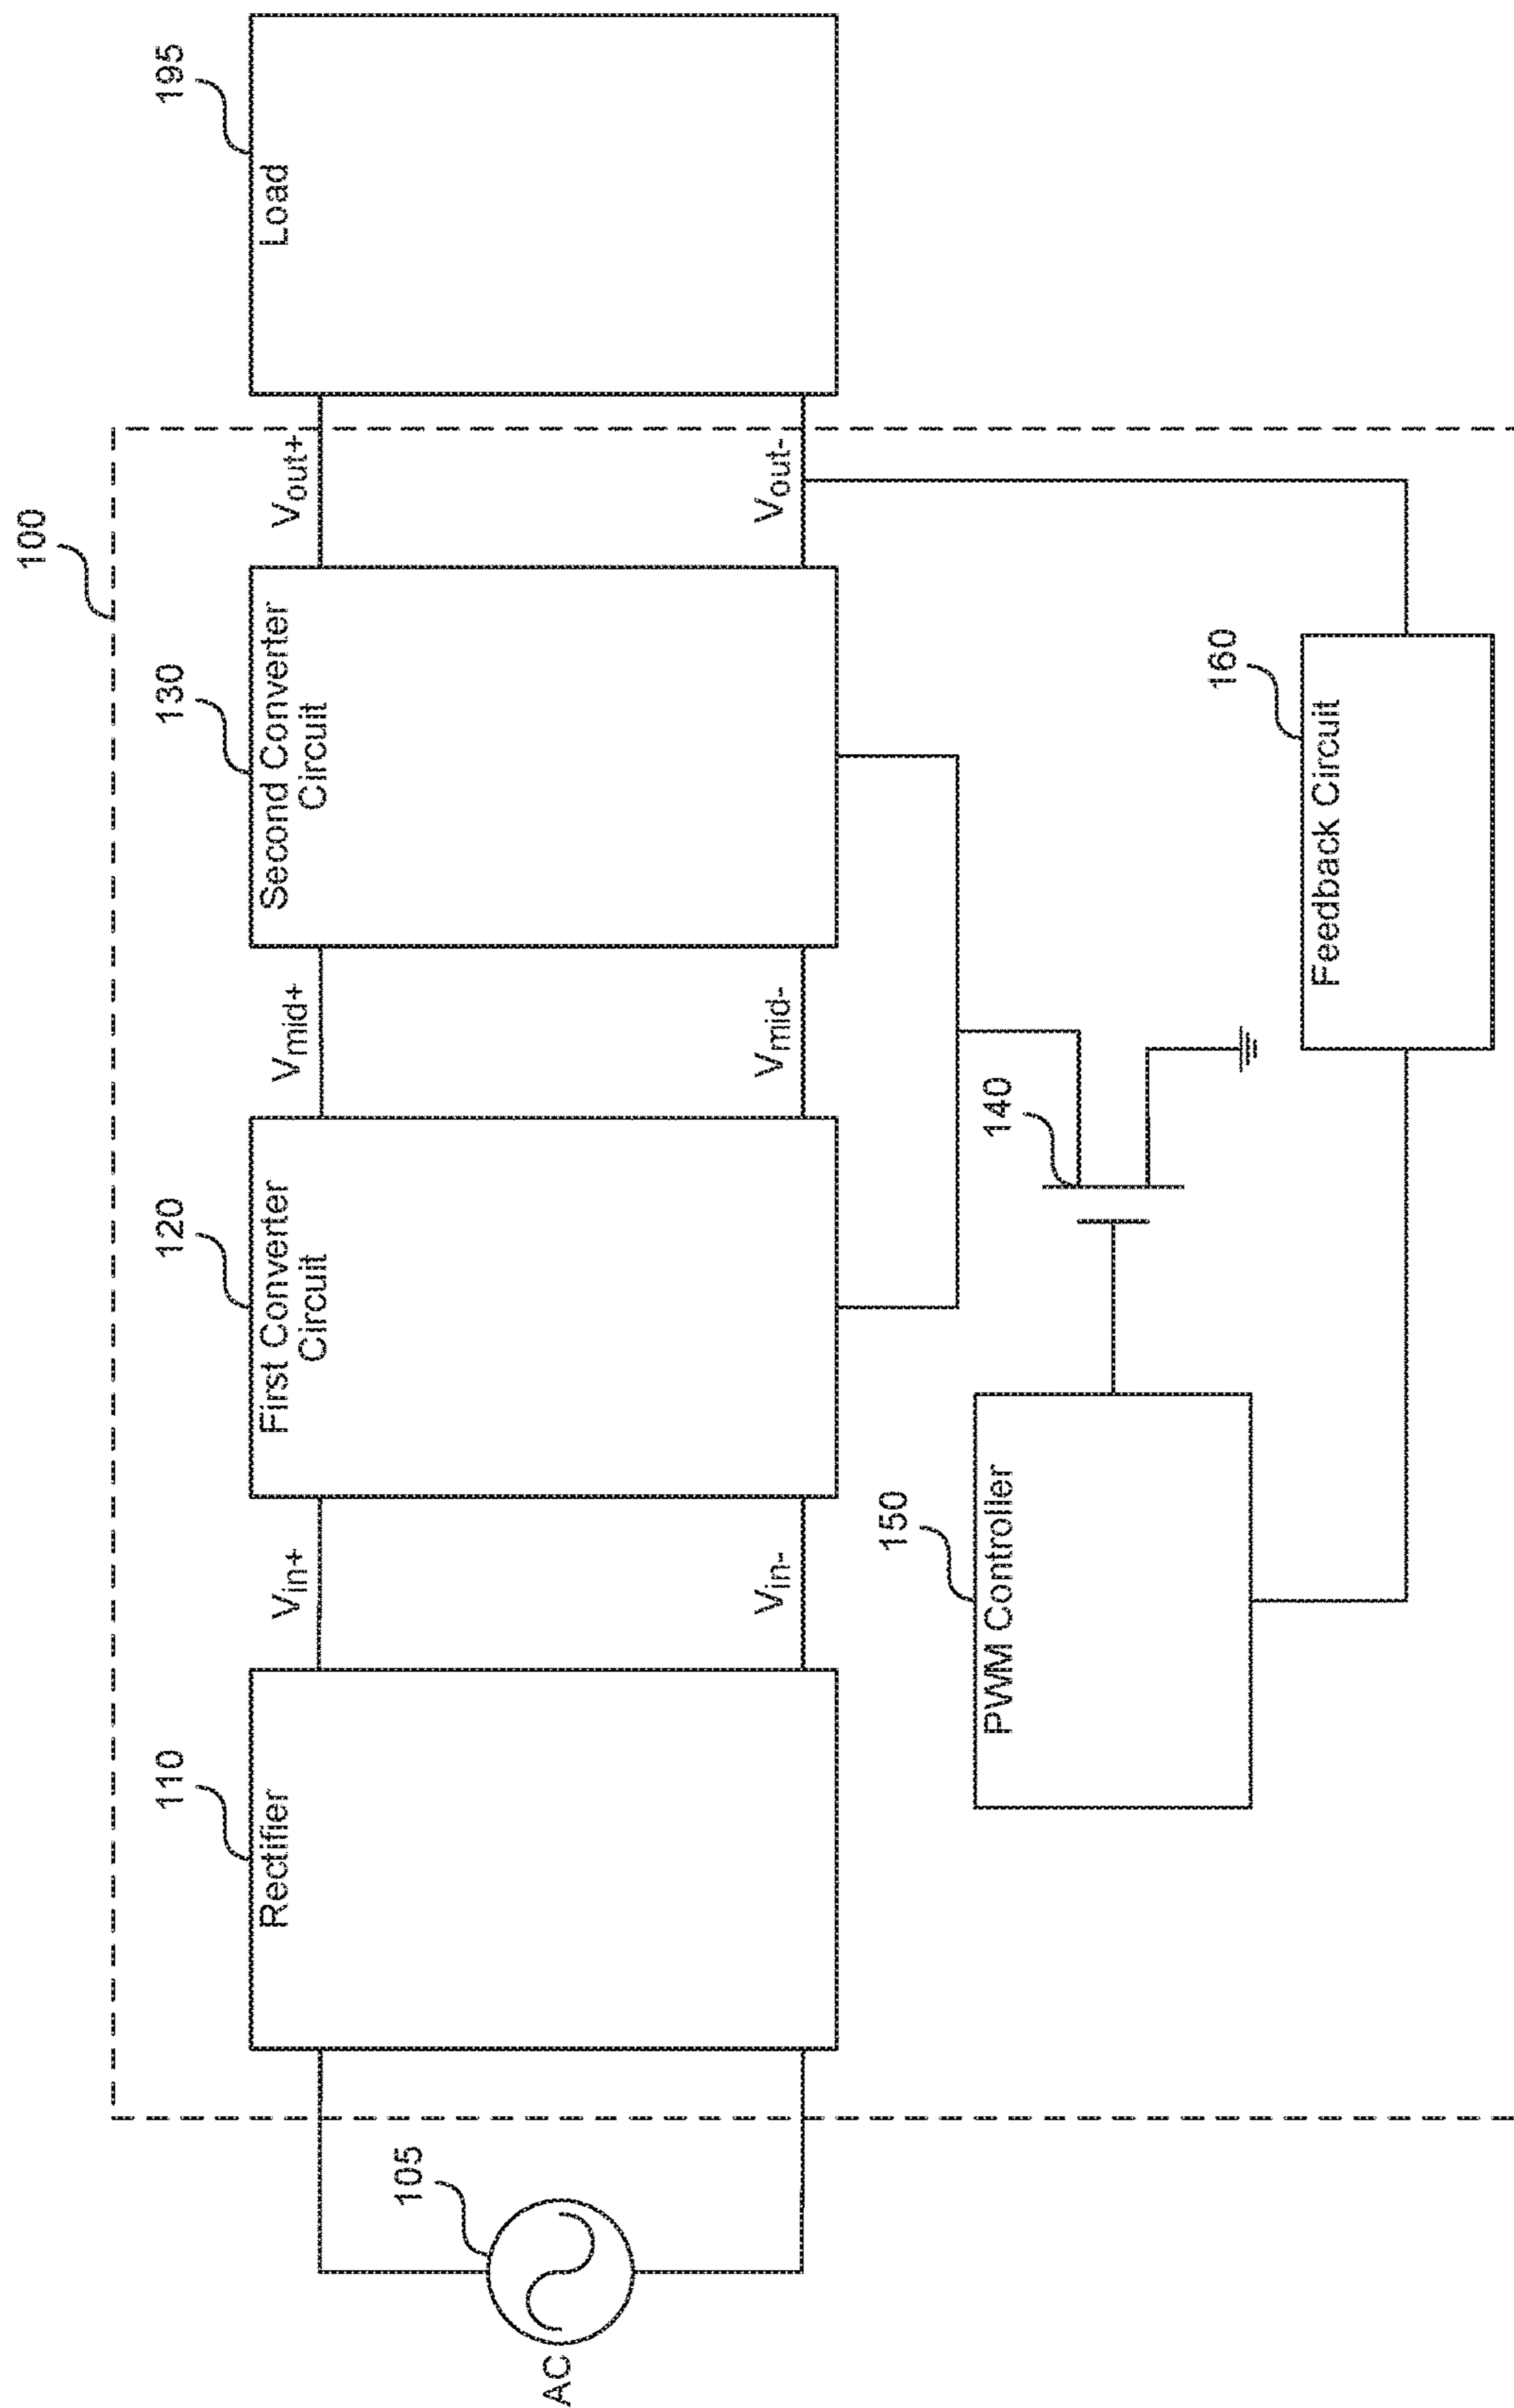 100
195
Load
130
Second Converter
Circuit
120
First Converter
Circuit
110
Rectifier
105
AC
Vin+
Vin-
Vmid+
Vmid-
Vout+
Vout-
140
150
PWM Controller
160
Feedback Circuit